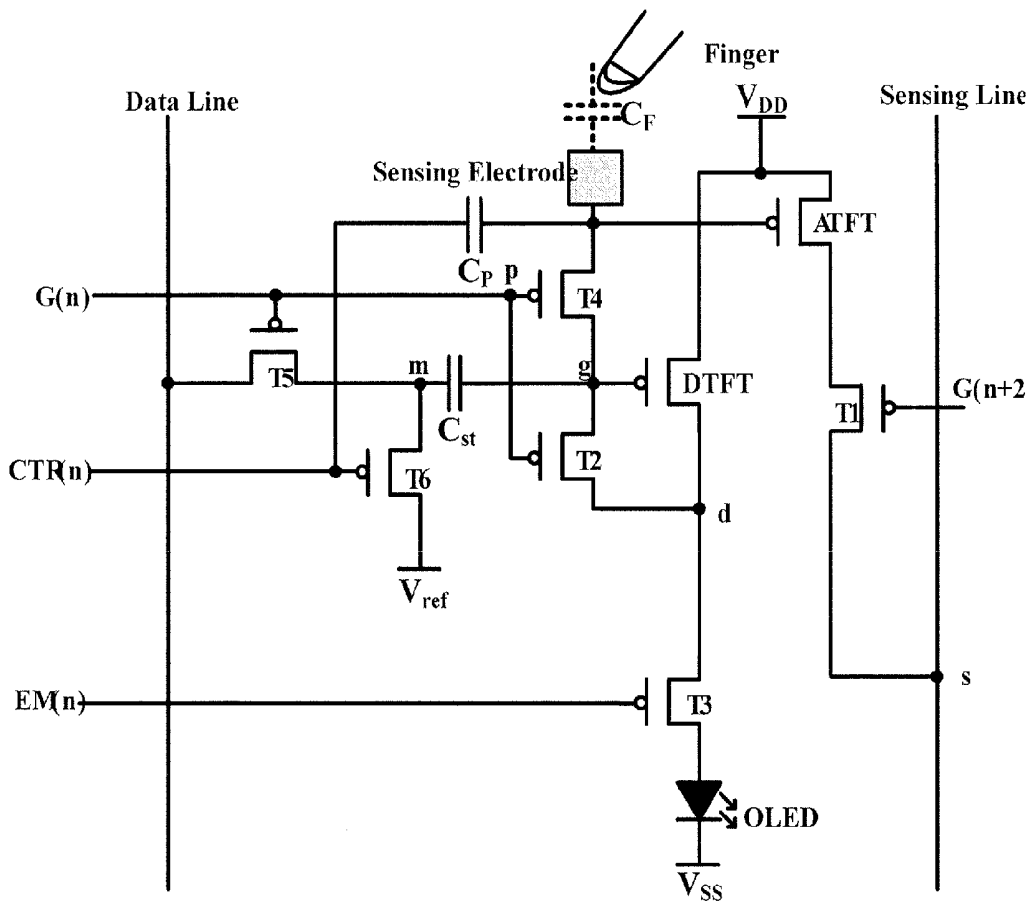 Finger
Data Line
V_DD
Sensing Line
C_F
Sensing Electrode
ATFT
C_P
p
G(n)
T4
T5
m
g
DTFT
G(n+2
T1
C_st
CTR(n)
T6
T2
d
V_ref
EM(n)
T3
s
OLED
V_SS